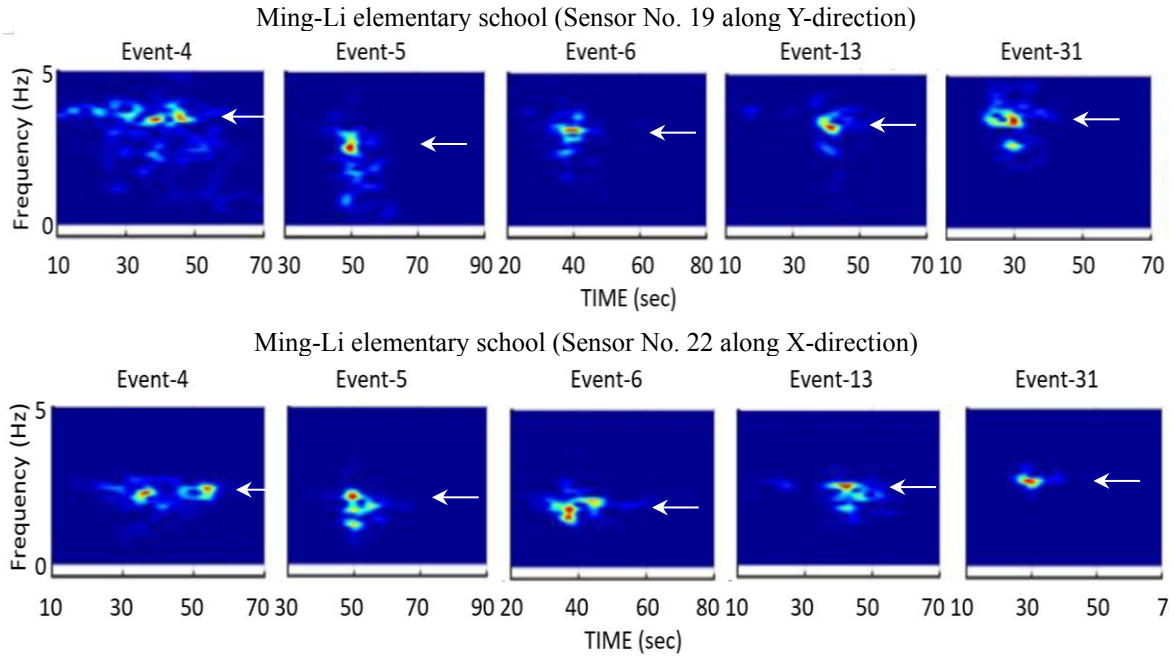 Ming-Li elementary school (Sensor No. 19 along Y-direction)
Event-4 Event-5 Event-6 Event-13 Event-31
Frequency (Hz)
5
0
10 30 50 70 30 50 70 90 20 40 60 80 10 30 50 70 10 30 50 70
TIME (sec)
Ming-Li elementary school (Sensor No. 22 along X-direction)
Event-4 Event-5 Event-6 Event-13 Event-31
Frequency (Hz)
5
0
10 30 50 70 30 50 70 90 20 40 60 80 10 30 50 70 10 30 50 7
TIME (sec)